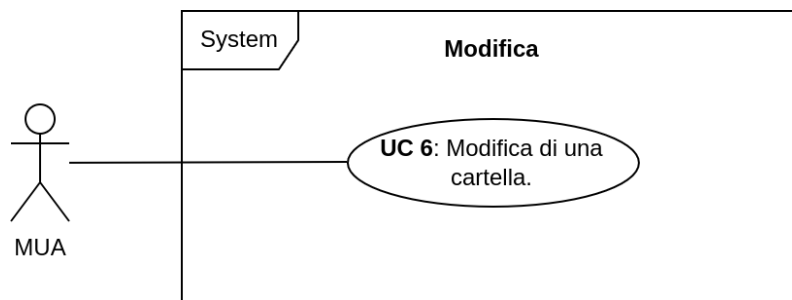 System
Modifica
UC 6: Modifica di una
cartella.
MUA